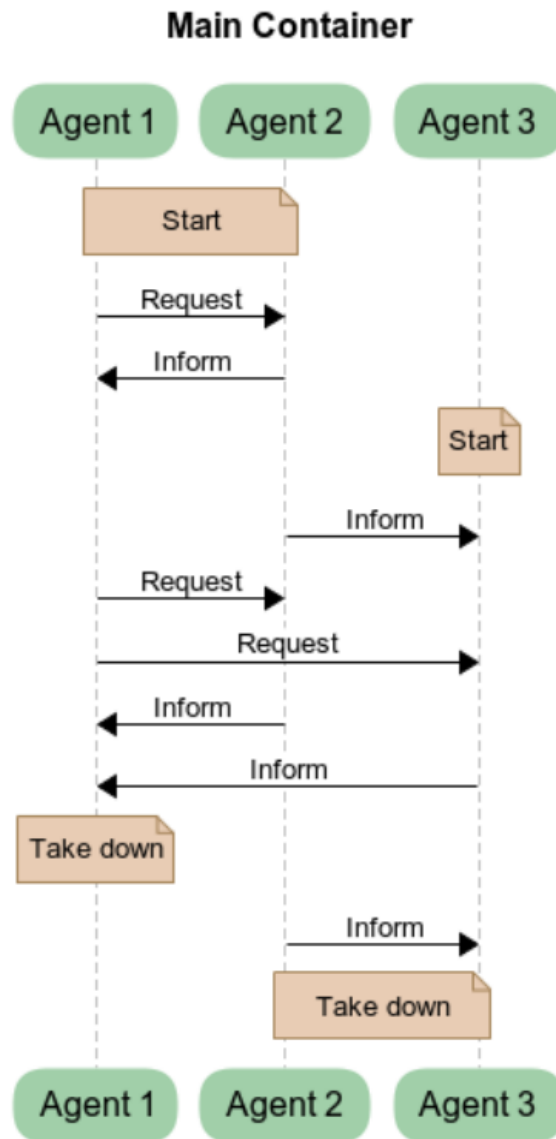 Main Container
Agent 1
Agent 2
Agent 3
Start
Request
Inform
Start
Inform
Request
Request
Inform
Inform
Take down
Inform
Take down
Agent 1
Agent 2
Agent 3